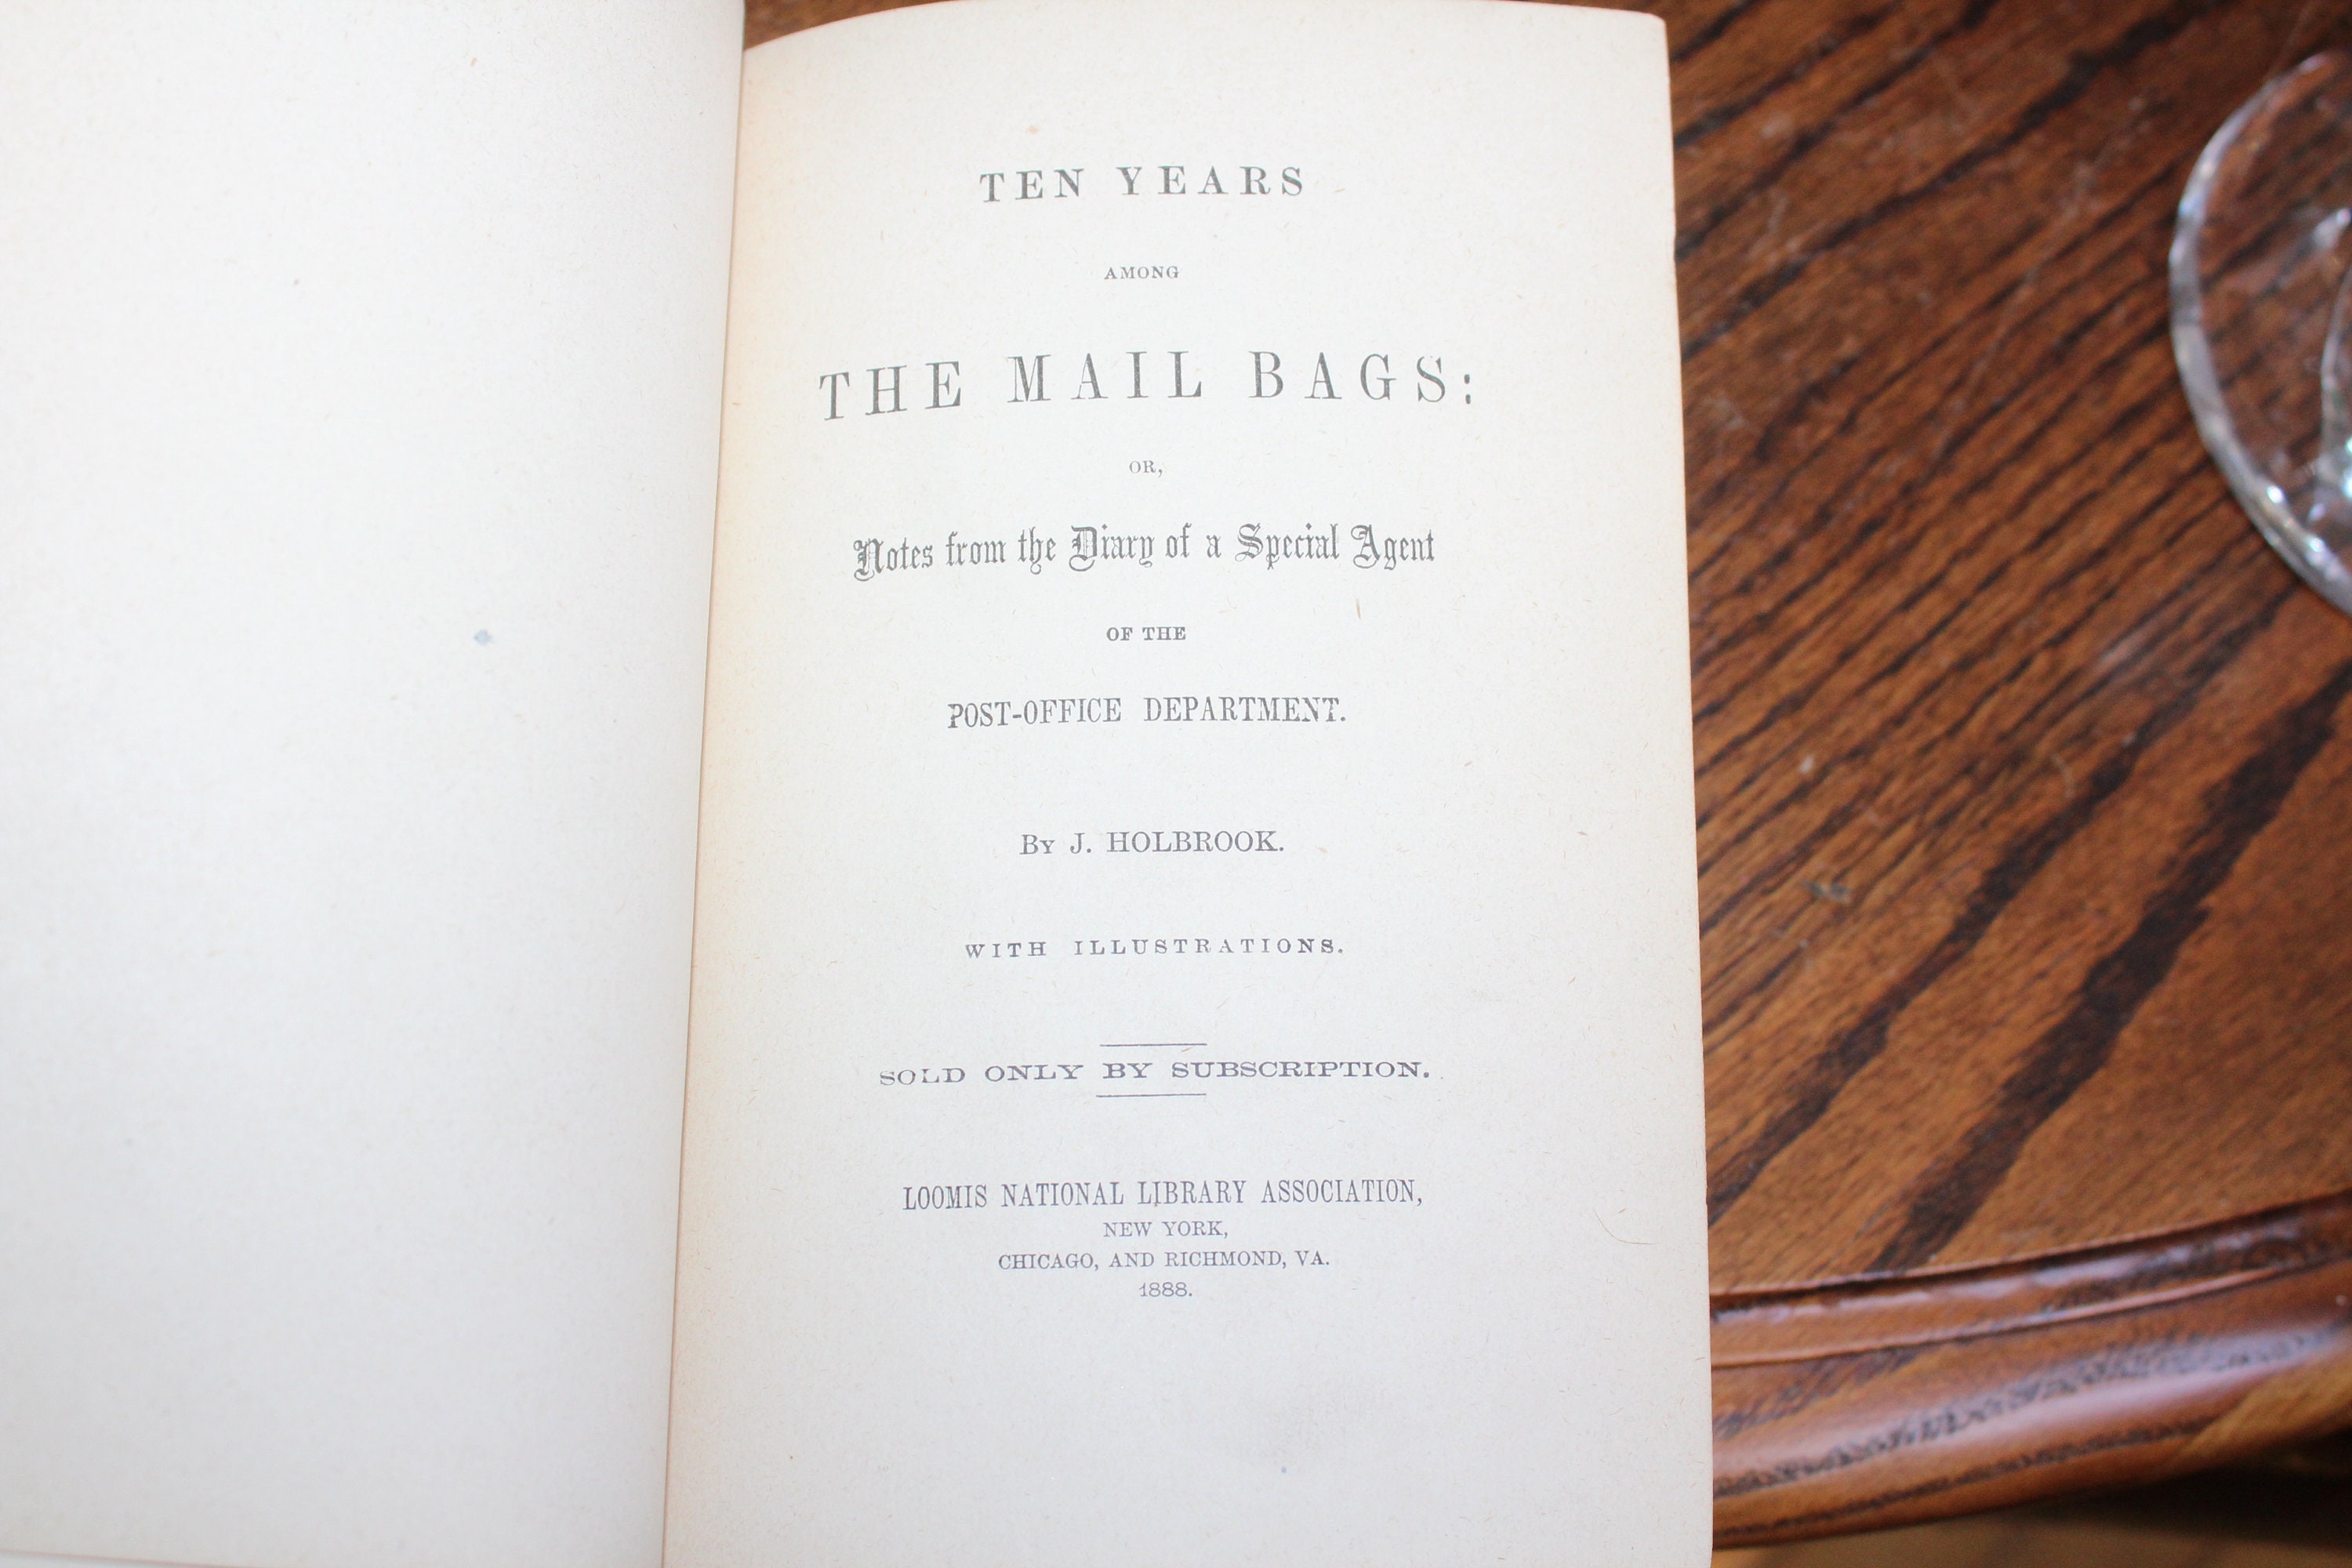 TEN YEARS
AMONG
THE MAIL BAGS:
OR,
Notes from the Diary of a Special Agent
OF THE
POST-OFFICE DEPARTMENT.
By J. HOLBROOK.
WITH ILLUSTRATIONS.
SOLD ONLY BY SUBSCRIPTION.
LOOMIS NATIONAL LIBRARY ASSOCIATION,
NEW YORK,
CHICAGO, AND RICHMOND, VA.
1888.